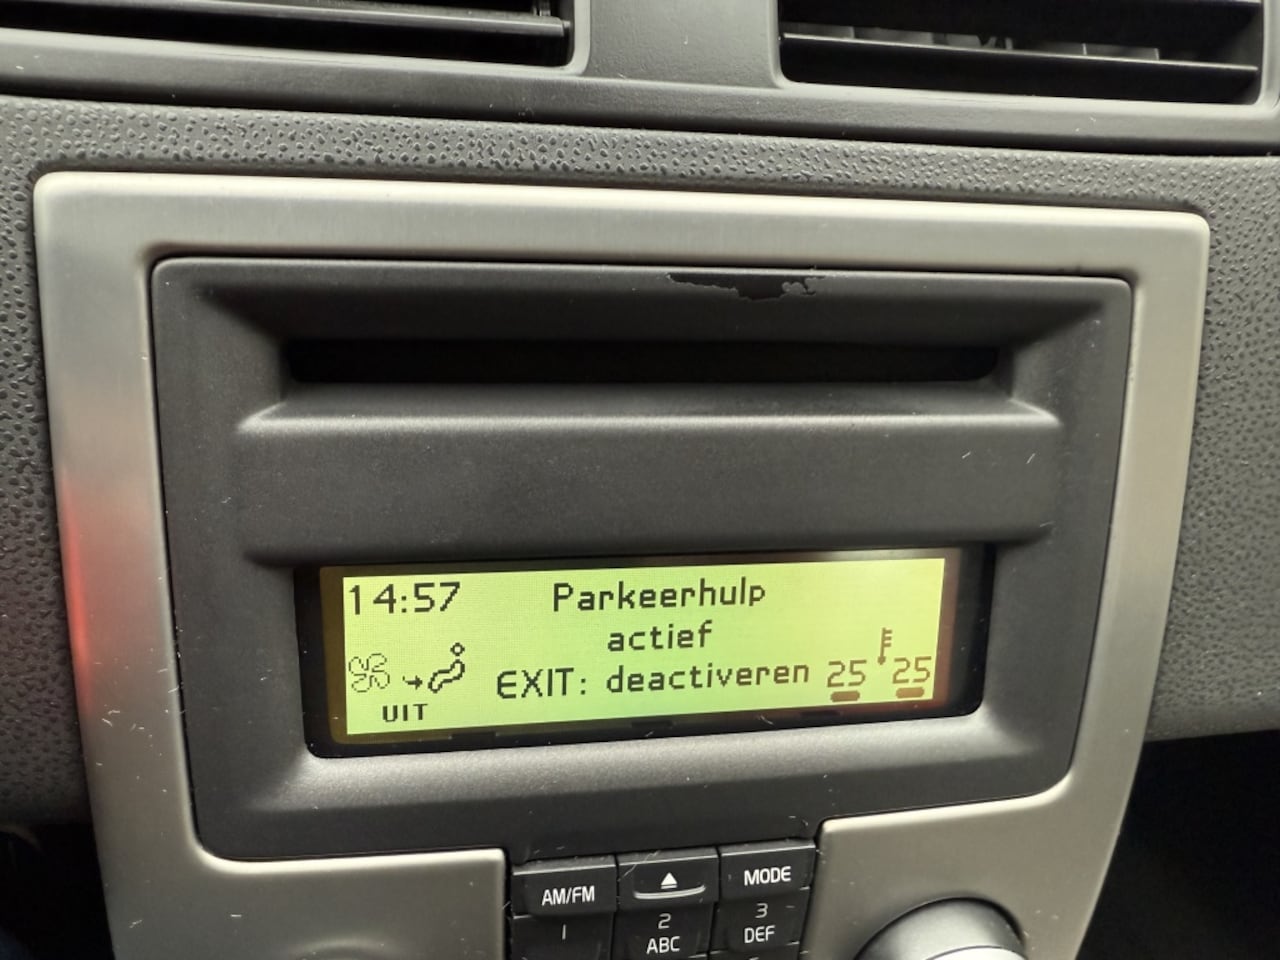 14:57 Parkeerhulp
actief
EXIT: deactiveren 25 25
UIT
AM/FM MODE
1 2 3
ABC DEF